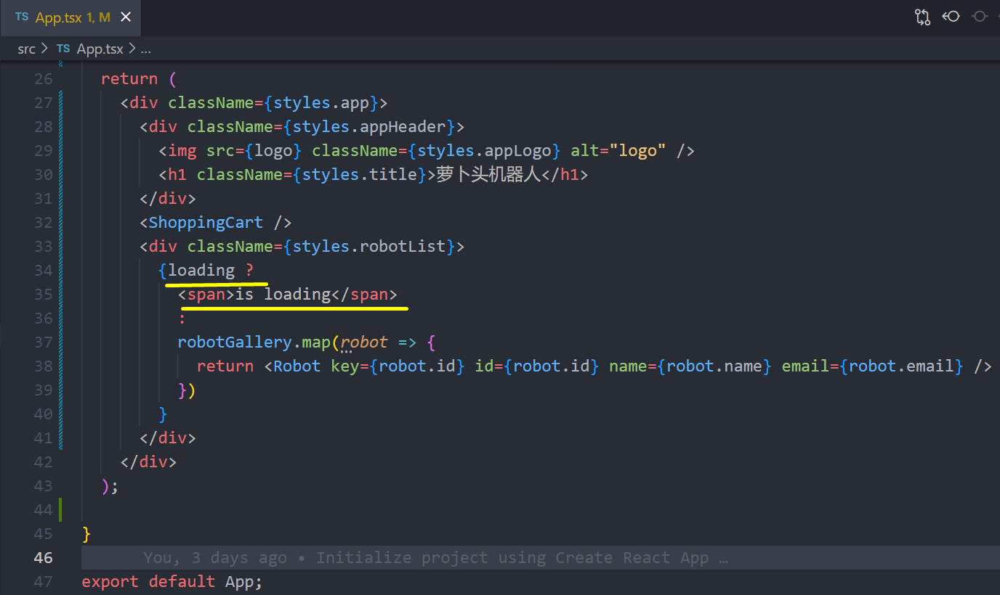 TS App.tsx 1, M
src > TS App.tsx > ...
26 return (
27 <div className={styles.app}>
28 <div className={styles.appHeader}>
29 <img src={logo} className={styles.appLogo} alt="logo" />
30 <h1 className={styles.title}>萝卜头机器人</h1>
31 </div>
32 <ShoppingCart />
33 <div className={styles.robotList}>
34 {loading ?
35 <span>is loading</span>
36 :
37 robotGallery.map(robot => {
38 return <Robot key={robot.id} id={robot.id} name={robot.name} email={robot.email} />
39 })
40 }
41 </div>
42 </div>
43 );
44
45 }
46 You, 3 days ago • Initialize project using Create React App …
47 export default App;